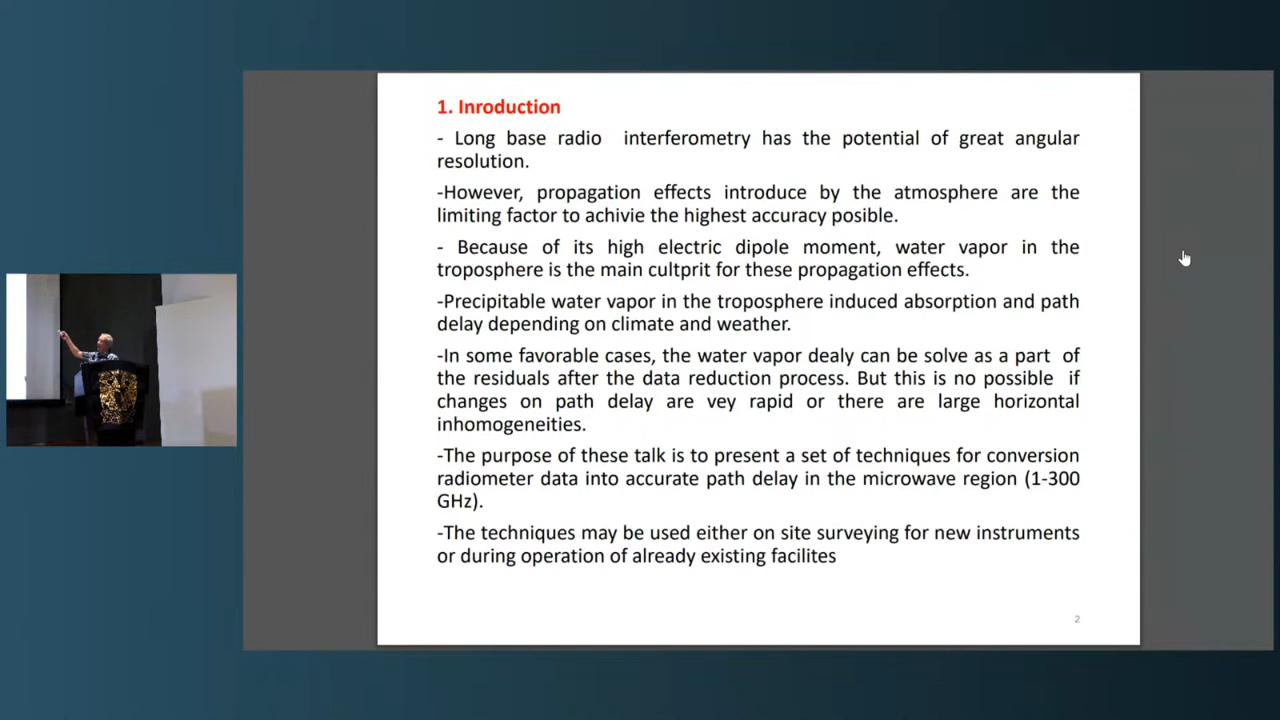 1. Inroduction
- Long base radio interferometry has the potential of great angular
resolution.
-However, propagation effects introduce by the atmosphere are the
limiting factor to achivie the highest accuracy posible.
- Because of its high electric dipole moment, water vapor in the
troposphere is the main cultprit for these propagation effects.
-Precipitable water vapor in the troposphere induced absorption and path
delay depending on climate and weather.
-In some favorable cases, the water vapor dealy can be solve as a part of
the residuals after the data reduction process. But this is no possible if
changes on path delay are vey rapid or there are large horizontal
inhomogeneities.
-The purpose of these talk is to present a set of techniques for conversion
radiometer data into accurate path delay in the microwave region (1-300
GHz).
-The techniques may be used either on site surveying for new instruments
or during operation of already existing facilites
2